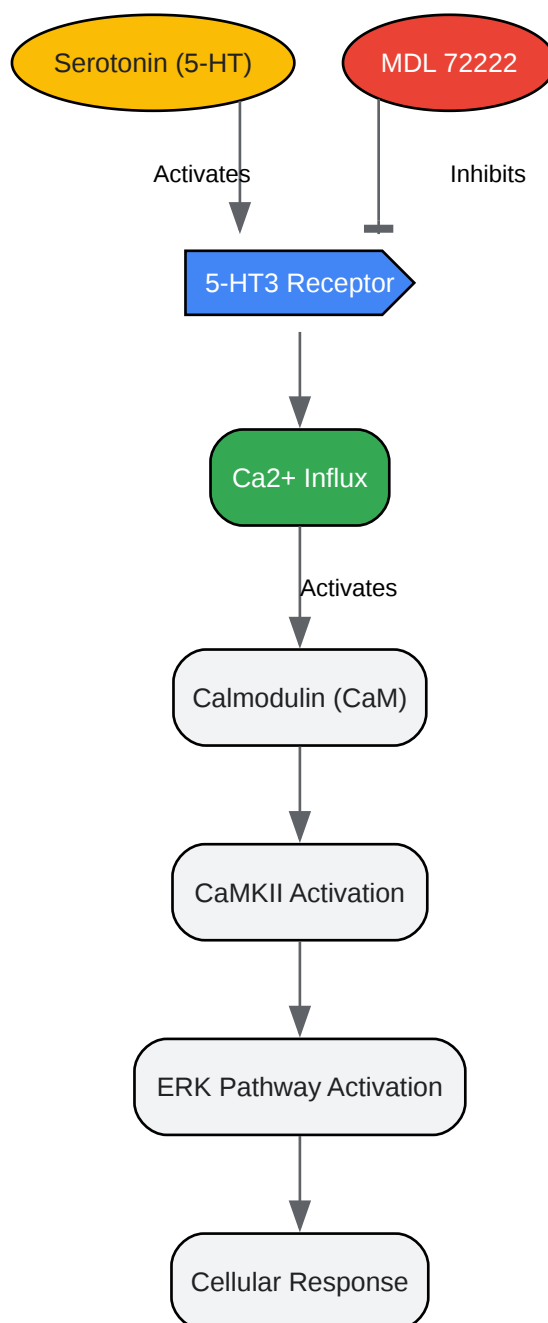 Serotonin (5-HT)
MDL 72222
Activates
Inhibits
5-HT3 Receptor
Ca2+ Influx
Activates
Calmodulin (CaM)
CaMKII Activation
ERK Pathway Activation
Cellular Response